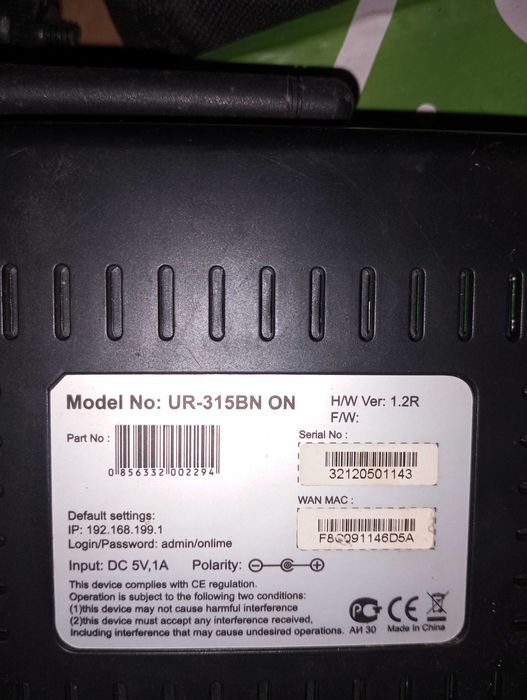 Model No: UR-315BN ON
H/W Ver: 1.2R
F/W:
Part No :
0 856332 002294
Serial No :
32120501143
WAN MAC :
F8C091146D5A
Default settings:
IP: 192.168.199.1
Login/Password: admin/onlime
Input: DC 5V,1A Polarity:
This device complies with CE regulation.
Operation is subject to the following two conditions:
(1)this device may not cause harmful interference
(2)this device must accept any interference received,
Including interference that may cause undesired operations.
РСТ CE
АИ 30 Made In China